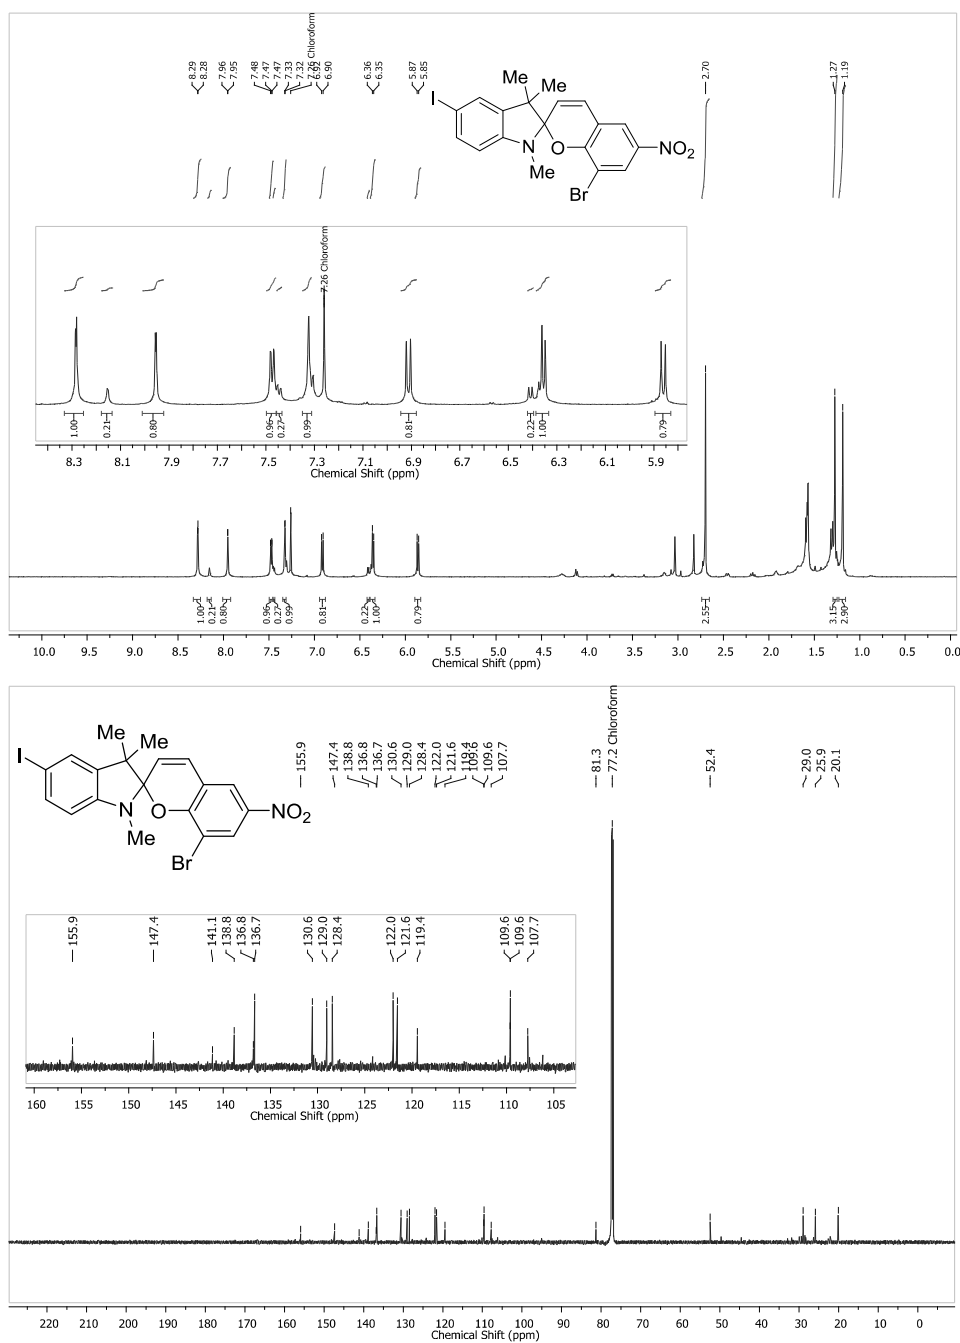 8.29
8.28
7.96
7.95
7.48
7.47
7.47
7.33
7.32
7.26 Chloroform
6.92
6.90
6.36
6.35
5.87
5.85
2.70
1.27
1.19
Me
Me
I
N
O
NO2
Me
Br
7.26 Chloroform
1.00
0.21
0.80
0.96
0.27
0.99
0.81
0.22
1.00
0.79
8.3 8.1 7.9 7.7 7.5 7.3 7.1 6.9 6.7 6.5 6.3 6.1 5.9
Chemical Shift (ppm)
1.00
0.21
0.80
0.96
0.27
0.99
0.81
0.22
1.00
0.79
2.55
3.15
2.90
10.0 9.5 9.0 8.5 8.0 7.5 7.0 6.5 6.0 5.5 5.0 4.5 4.0 3.5 3.0 2.5 2.0 1.5 1.0 0.5 0.0
Chemical Shift (ppm)
Me
Me
I
N
O
NO2
Me
Br
155.9
147.4
138.8
136.8
136.7
130.6
129.0
128.4
122.0
121.6
119.4
109.6
109.6
107.7
81.3
77.2 Chloroform
52.4
29.0
25.9
20.1
155.9
147.4
141.1
138.8
136.8
136.7
130.6
129.0
128.4
122.0
121.6
119.4
109.6
109.6
107.7
160 155 150 145 140 135 130 125 120 115 110 105
Chemical Shift (ppm)
220 210 200 190 180 170 160 150 140 130 120 110 100 90 80 70 60 50 40 30 20 10 0
Chemical Shift (ppm)